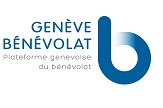 GENÈVE
BÉNÉVOLAT
Plateforme genevoise
du bénévolat